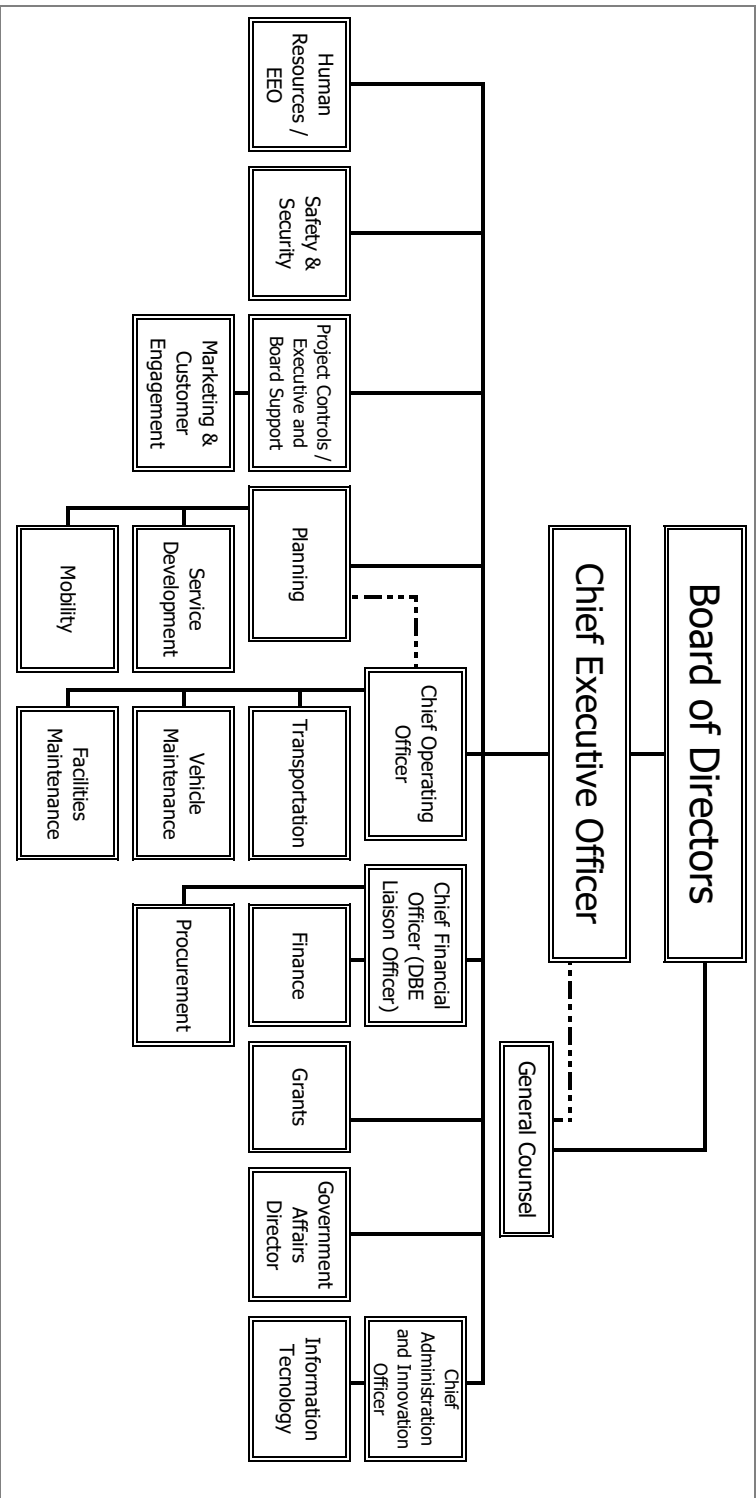 Board of Directors
Chief Executive Officer
General Counsel
Human
Resources /
EEO
Safety &
Security
Project Controls /
Executive and
Board Support
Marketing &
Customer
Engagement
Planning
Service
Development
Mobility
Chief Operating
Officer
Transportation
Vehicle
Maintenance
Facilities
Maintenance
Chief Financial
Officer (DBE
Liaison Officer)
Finance
Procurement
Grants
Government
Affairs
Director
Chief
Administration
and Innovation
Officer
Information
Tecnology